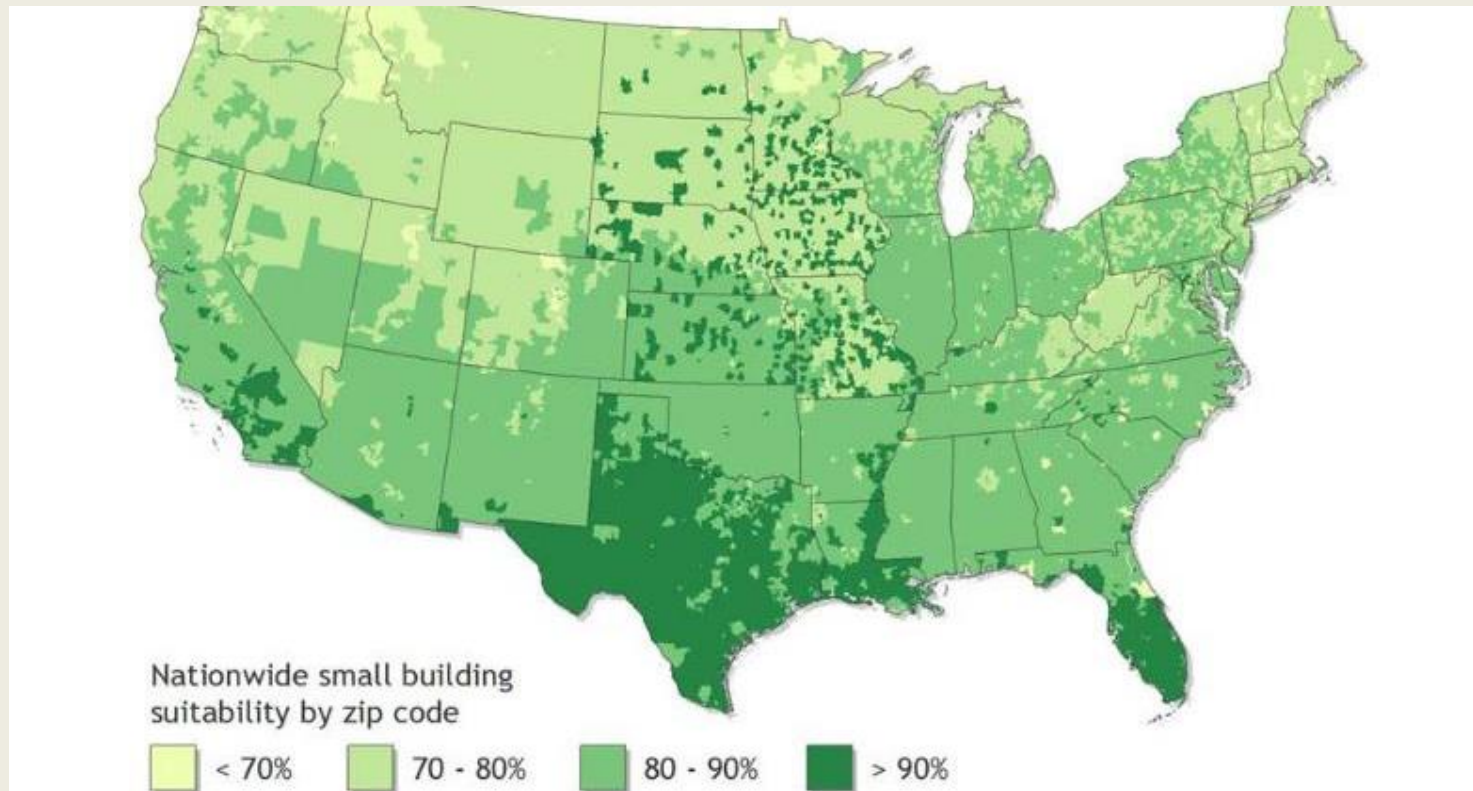 Nationwide small building
suitability by zip code
< 70%
70 - 80%
80 - 90%
> 90%